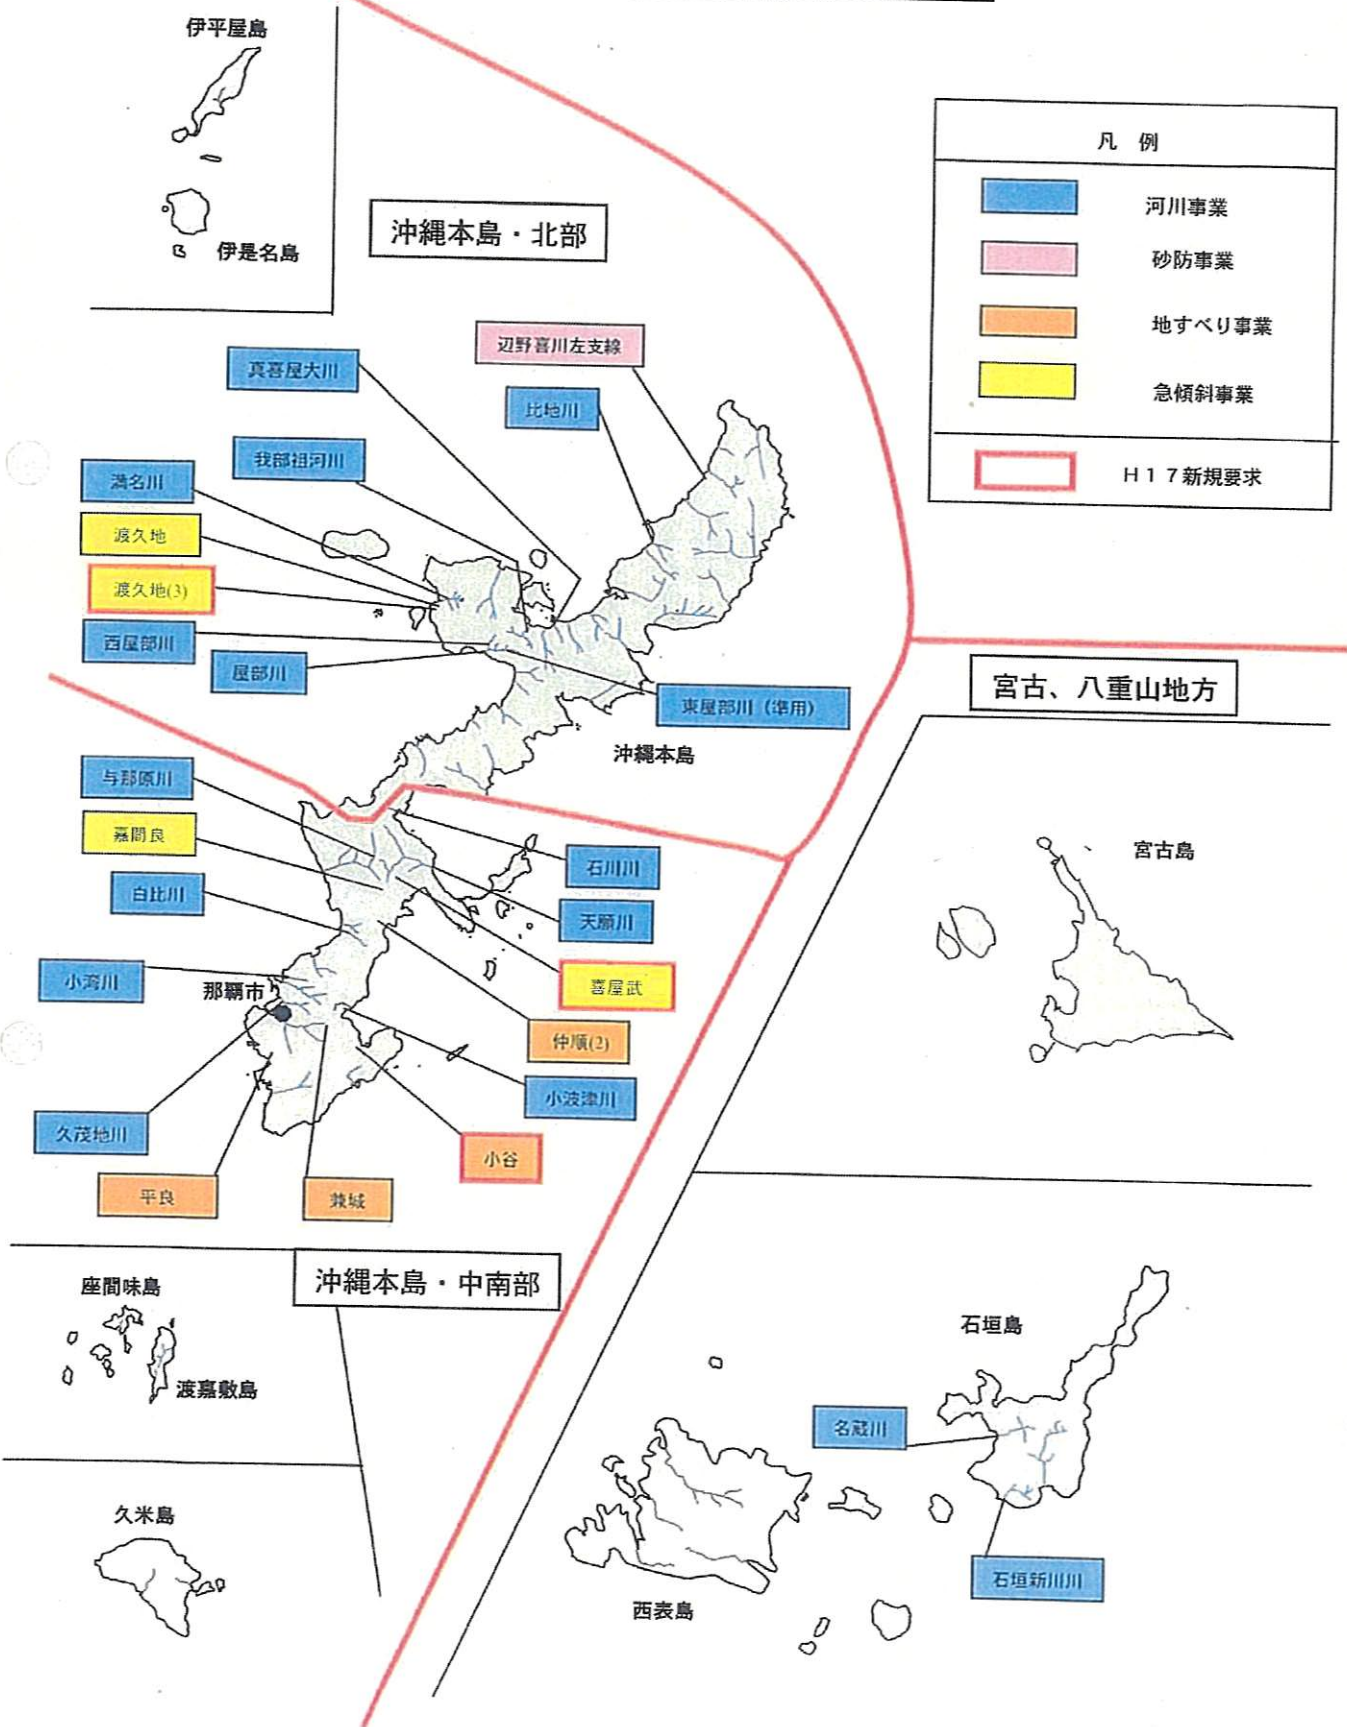 伊平屋島
伊是名島
沖縄本島・北部
凡 例
河川事業
砂防事業
地すべり事業
急傾斜事業
H17新規要求
辺野喜川左支線
真喜屋大川
比地川
我部祖河川
満名川
渡久地
渡久地(3)
西屋部川
屋部川
東屋部川（準用）
沖縄本島
宮古、八重山地方
与那原川
嘉間良
白比川
小湾川
那覇市
石川川
天願川
喜屋武
仲順(2)
小波津川
久茂地川
小谷
平良
兼城
宮古島
沖縄本島・中南部
座間味島
渡嘉敷島
久米島
石垣島
名蔵川
石垣新川川
西表島